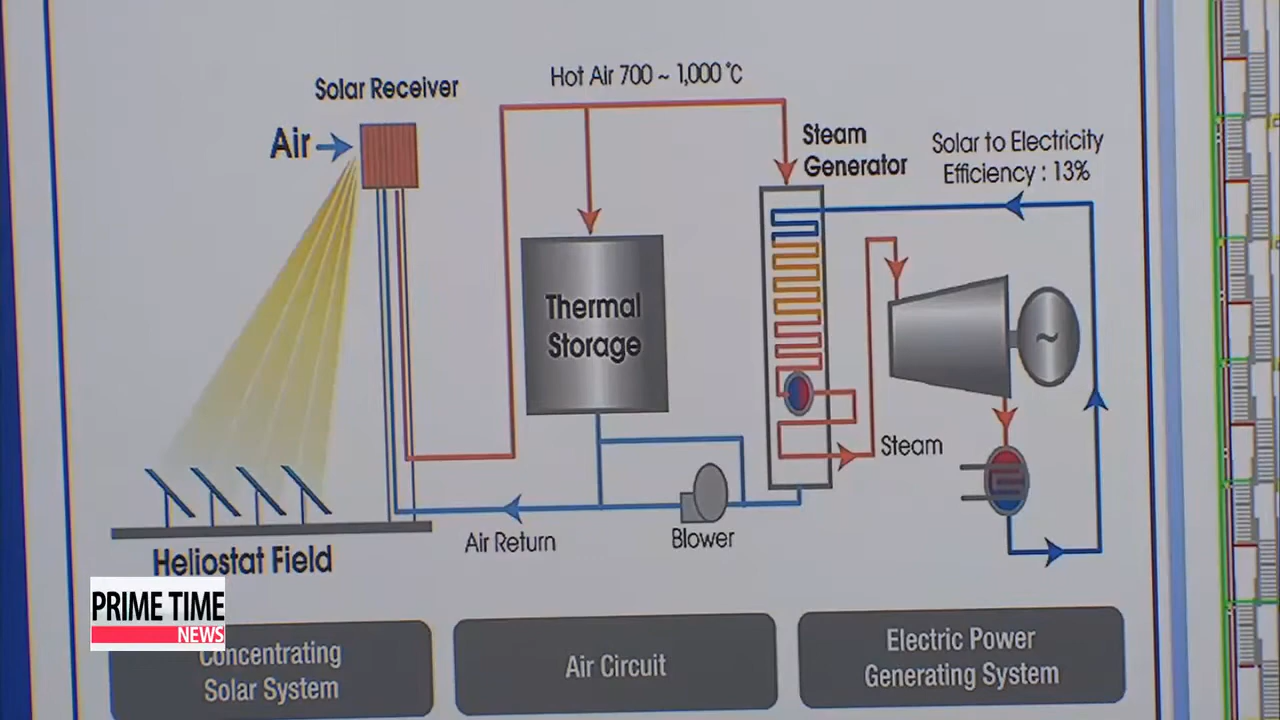 Hot Air 700 ~ 1,000 ℃
Solar Receiver
Air
Steam
Generator
Solar to Electricity
Efficiency : 13%
Thermal
Storage
~
Steam
Air Return
Blower
Heliostat Field
PRIME TIME
NEWS
Concentrating
Solar System
Air Circuit
Electric Power
Generating System